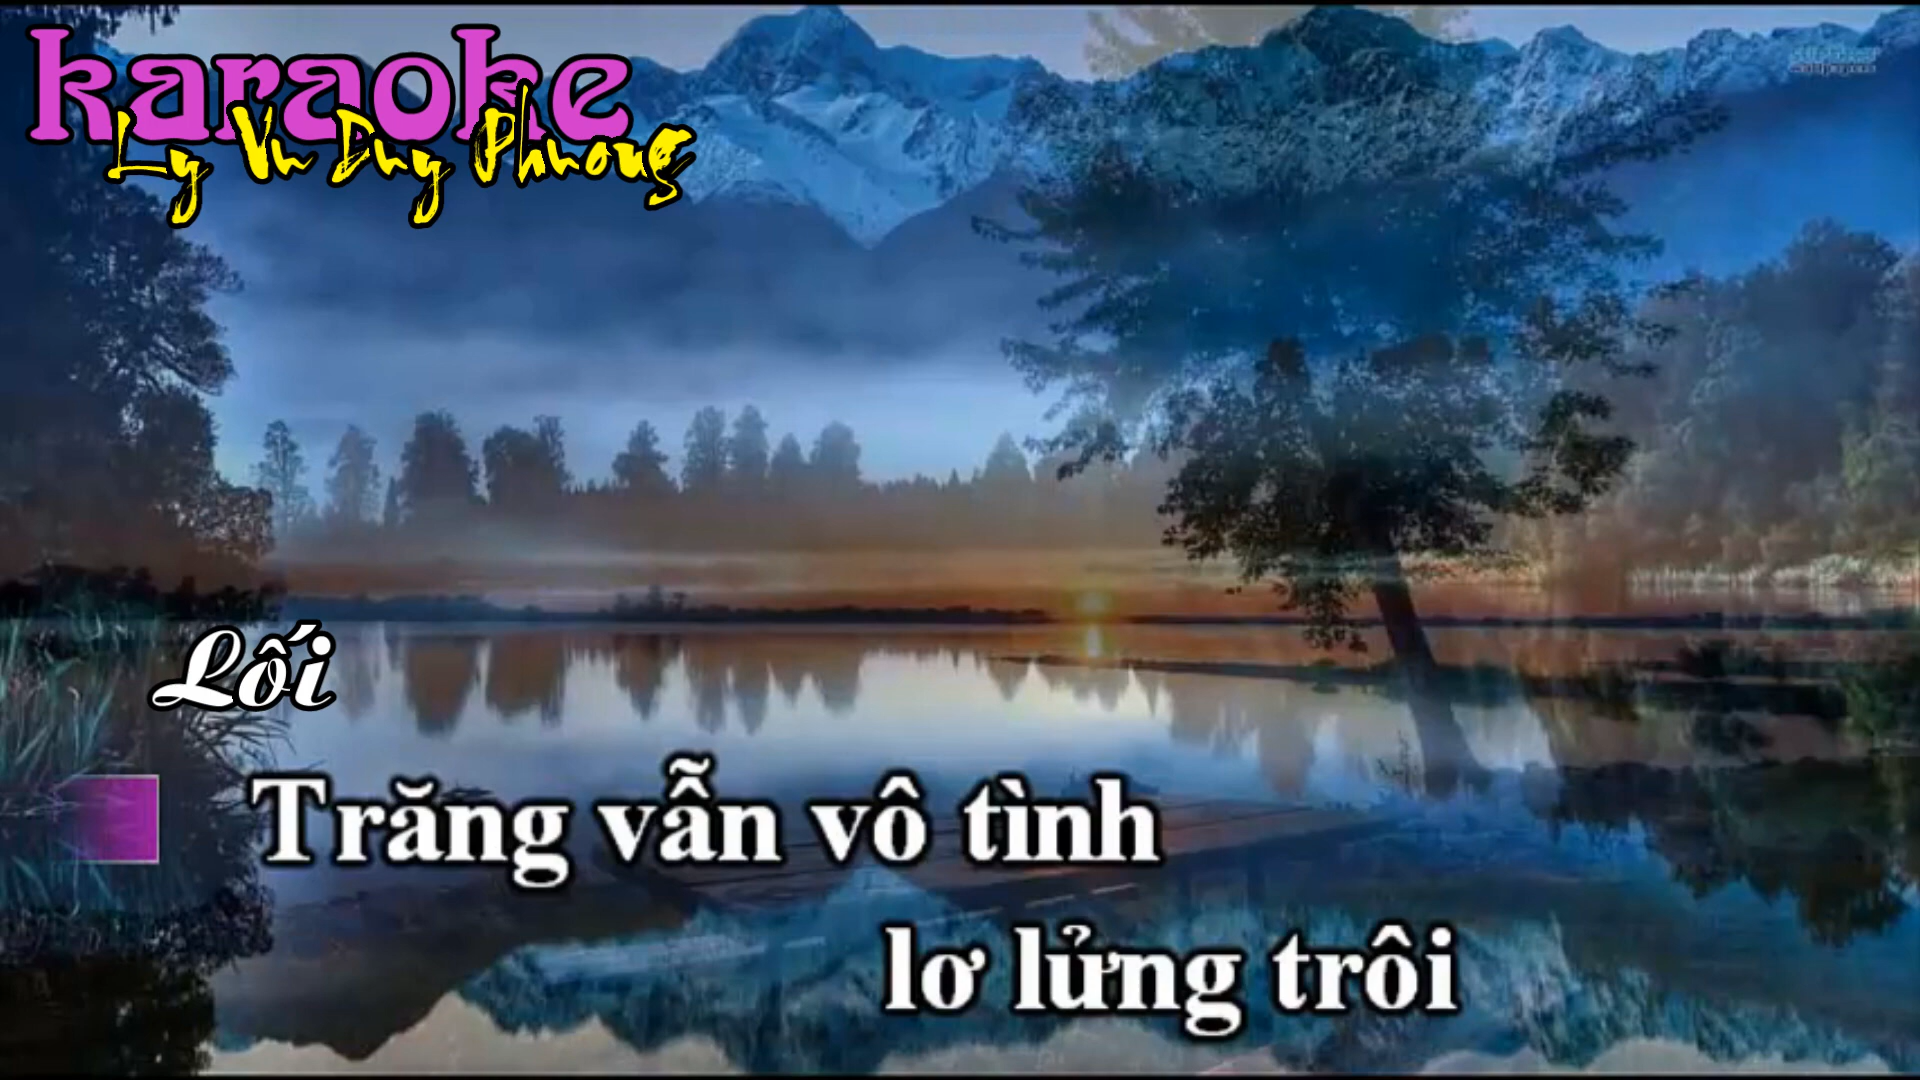 karaoke
Ly Vu Duy Phuong
Lối
Trăng vẫn vô tình
lơ lửng trôi